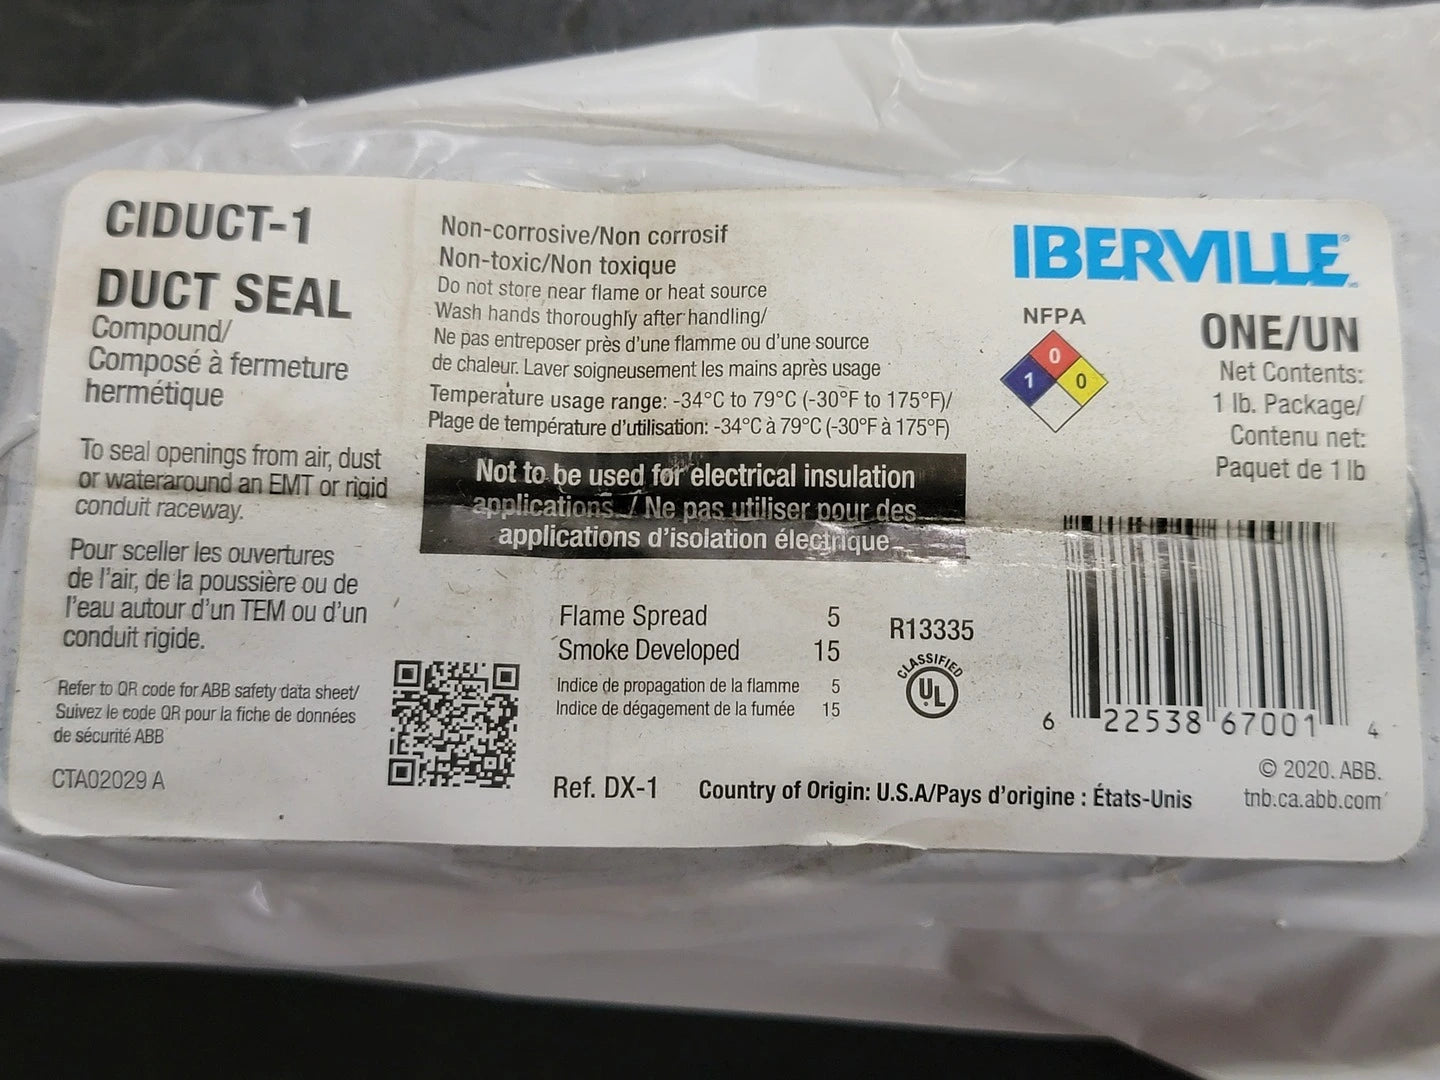 CIDUCT-1
DUCT SEAL
Compound/
Composé à fermeture
hermétique
To seal openings from air, dust
or wateraround an EMT or rigid
conduit raceway.
Pour sceller les ouvertures
de l'air, de la poussière ou de
l'eau autour d'un TEM ou d'un
conduit rigide.
Refer to QR code for ABB safety data sheet/
Suivez le code QR pour la fiche de données
de sécurité ABB
CTA02029 A
Non-corrosive/Non corrosif
Non-toxic/Non toxique
Do not store near flame or heat source
Wash hands thoroughly after handling/
Ne pas entreposer près d'une flamme ou d'une source
de chaleur. Laver soigneusement les mains après usage
Temperature usage range: -34°C to 79°C (-30°F to 175°F)/
Plage de température d'utilisation: -34°C à 79°C (-30°F à 175°F)
Not to be used for electrical insulation
applications. / Ne pas utiliser pour des
applications d'isolation électrique
Flame Spread 5
Smoke Developed 15
Indice de propagation de la flamme 5
Indice de dégagement de la fumée 15
R13335
CLASSIFIED
UL
Ref. DX-1
Country of Origin: U.S.A/Pays d'origine : États-Unis
IBERVILLE®
NFPA
0
1
0
ONE/UN
Net Contents:
1 lb. Package/
Contenu net:
Paquet de 1 lb
6 22538 67001 4
© 2020. ABB.
tnb.ca.abb.com